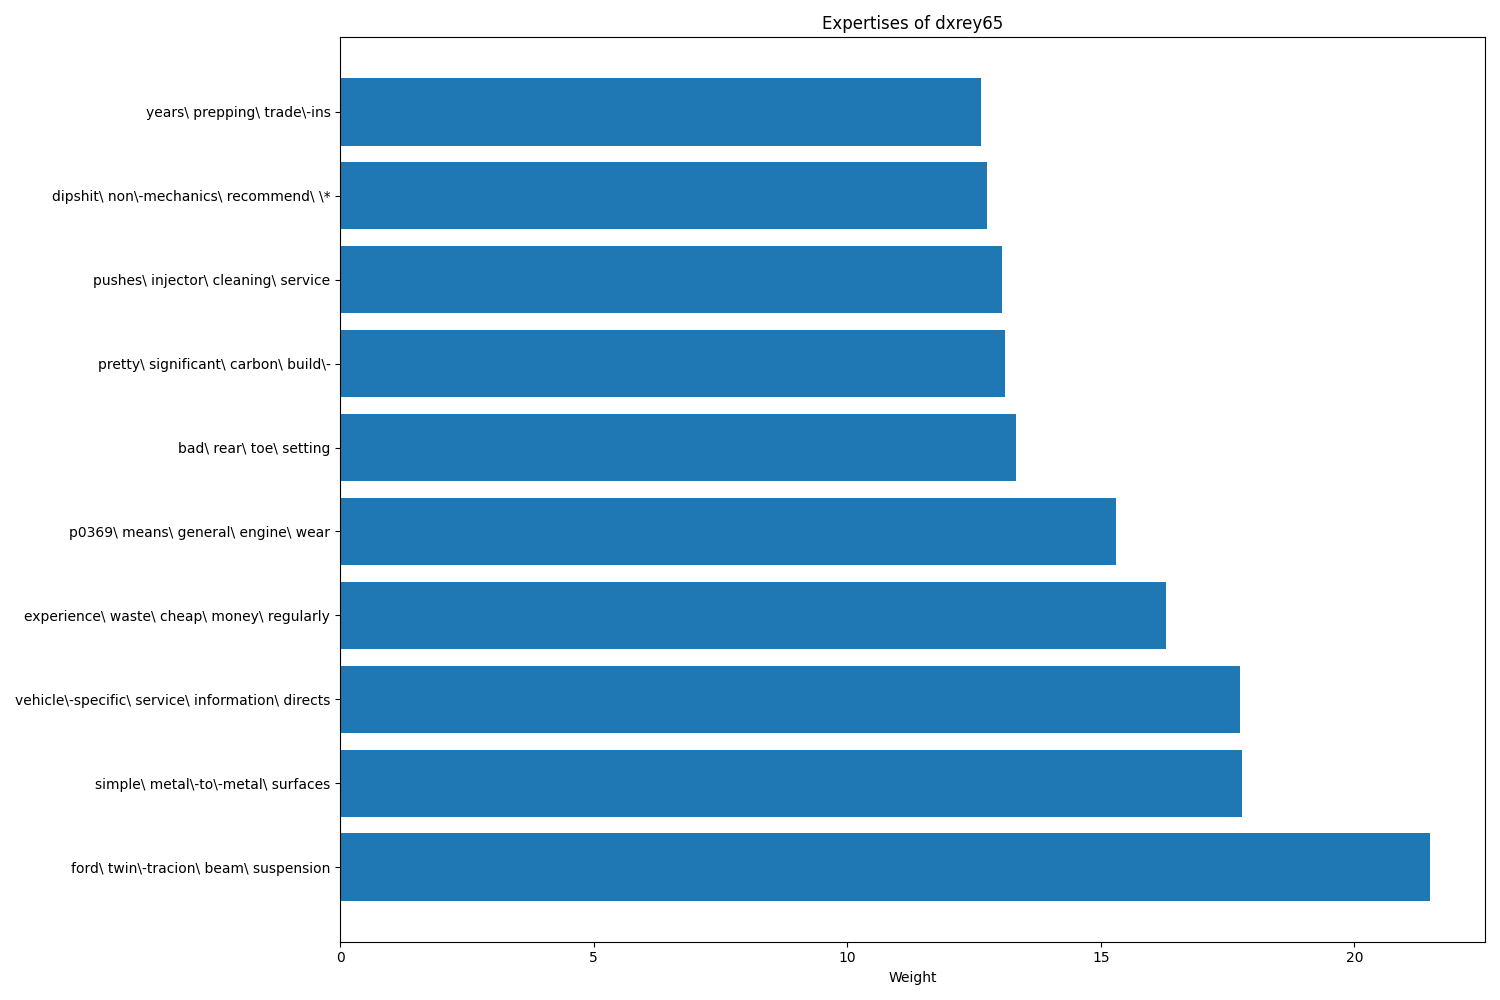 Expertises of dxrey65
years\ prepping\ trade\-ins
dipshit\ non\-mechanics\ recommend\ \*
pushes\ injector\ cleaning\ service
pretty\ significant\ carbon\ build\-
bad\ rear\ toe\ setting
p0369\ means\ general\ engine\ wear
experience\ waste\ cheap\ money\ regularly
vehicle\-specific\ service\ information\ directs
simple\ metal\-to\-metal\ surfaces
ford\ twin\-tracion\ beam\ suspension
0 5 10 15 20
Weight